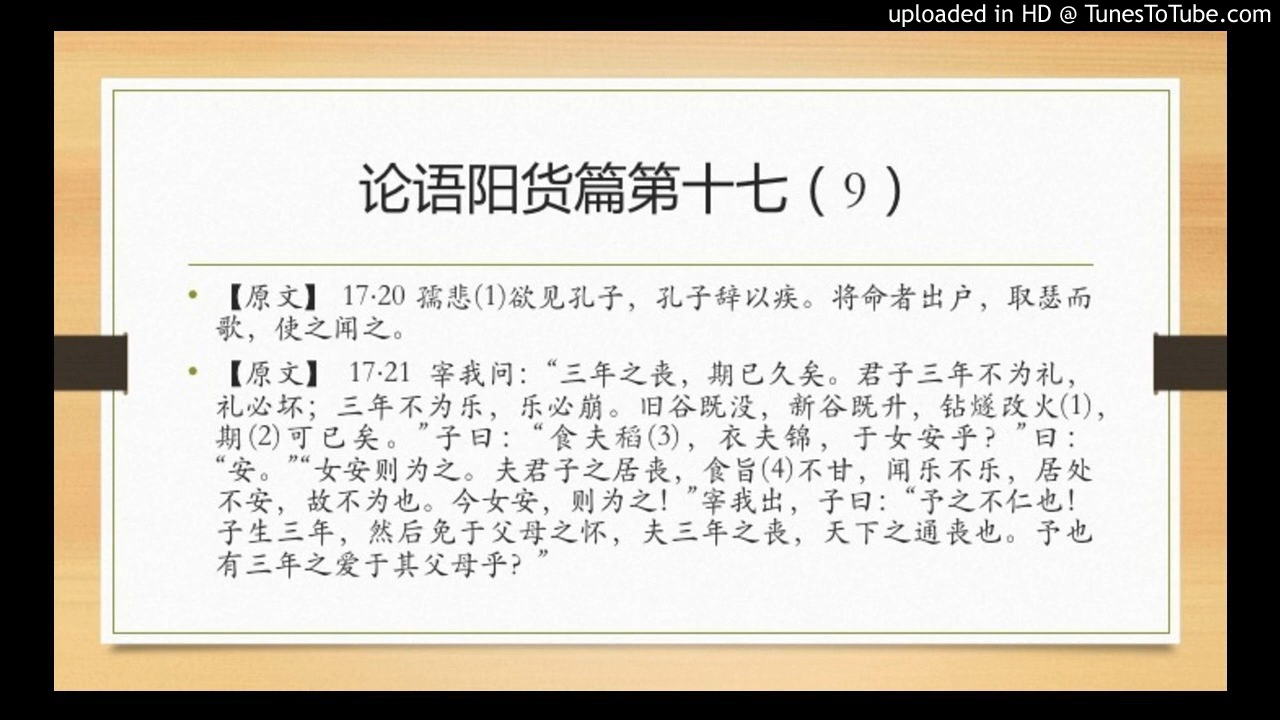 uploaded in HD @ TunesToTube.com
论语阳货篇第十七（9）
• 【原文】 17·20 孺悲(1)欲见孔子，孔子辞以疾。将命者出户，取瑟而
歌，使之闻之。
• 【原文】 17·21 宰我问：“三年之丧，期已久矣。君子三年不为礼，
礼必坏；三年不为乐，乐必崩。旧谷既没，新谷既升，钻燧改火(1)，
期(2)可已矣。”子曰：“食夫稻(3)，衣夫锦，于女安乎？”曰：
“安。”“女安则为之。夫君子之居丧，食旨(4)不甘，闻乐不乐，居处
不安，故不为也。今女安，则为之！”宰我出，子曰：“予之不仁也！
子生三年，然后免于父母之怀，夫三年之丧，天下之通丧也。予也
有三年之爱于其父母乎？”